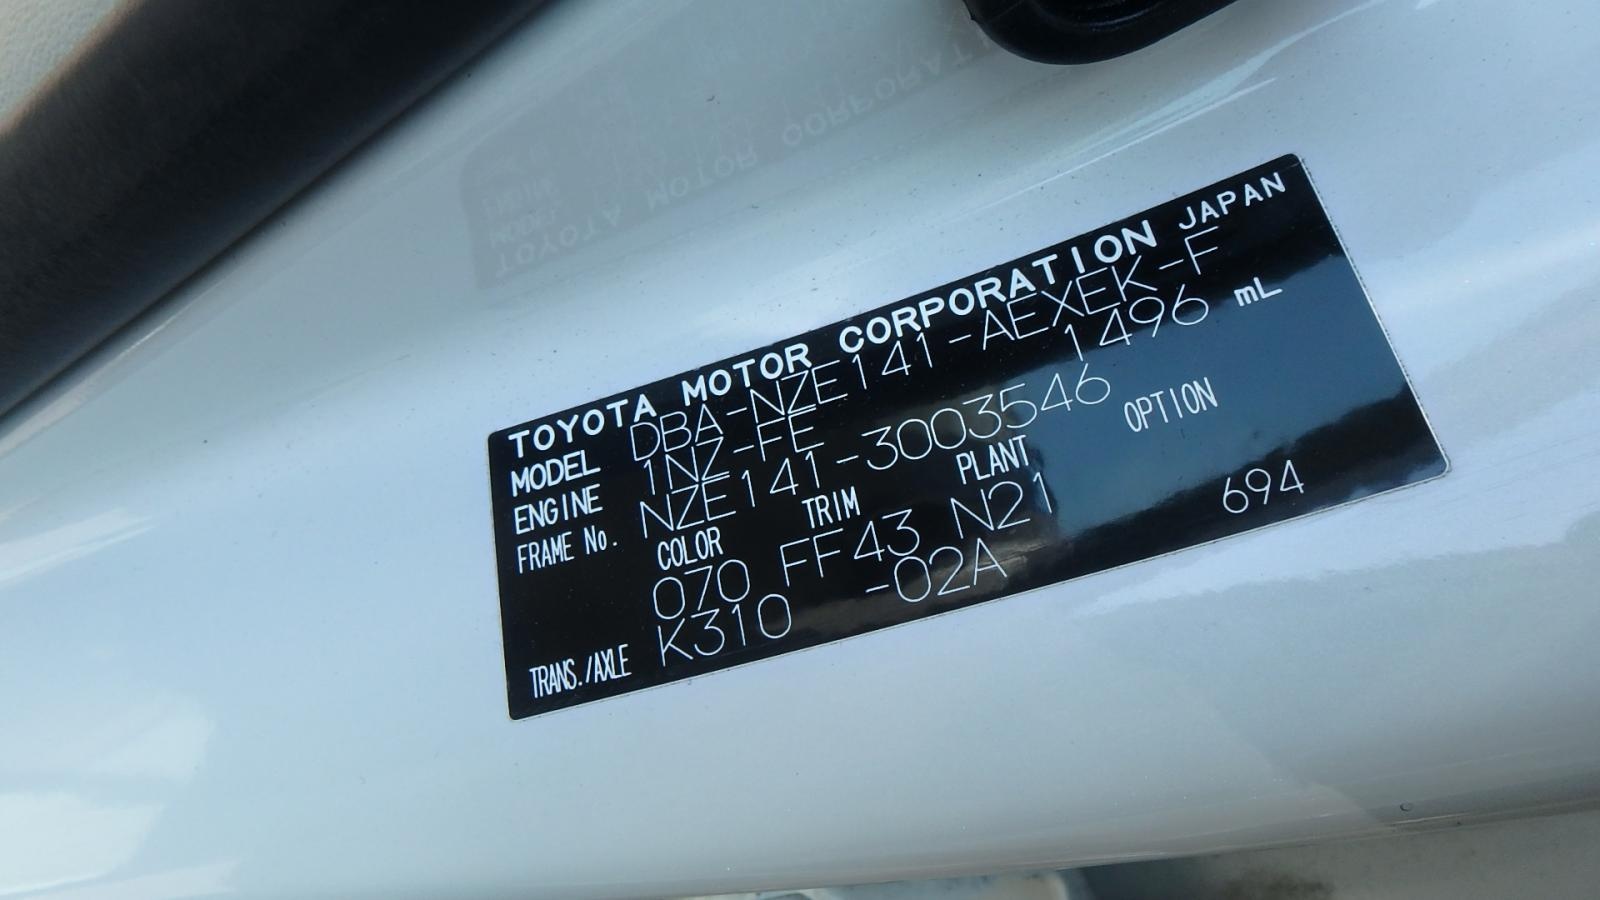 TOYOTA MOTOR CORPORATION JAPAN
MODEL DBA-NZE141-AEXEK-F
ENGINE 1NZ-FE 1496 mL
FRAME No. NZE141-3003546
COLOR TRIM PLANT OPTION
070 FF43 N21
TRANS./AXLE K310 -02A 694